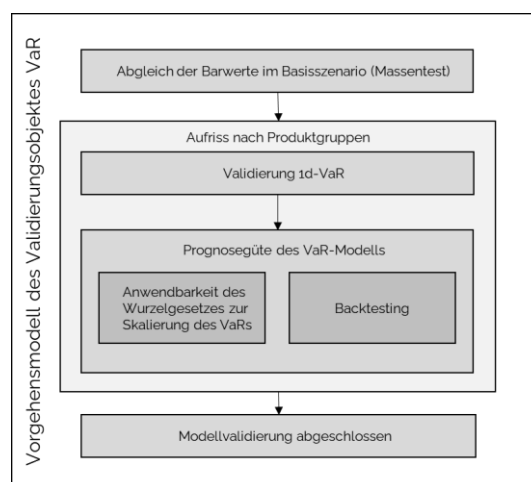 Vorgehensmodell des Validierungsobjektes VaR
Abgleich der Barwerte im Basisszenario (Massentest)
Aufriss nach Produktgruppen
Validierung 1d-VaR
Prognosegüte des VaR-Modells
Anwendbarkeit des
Wurzelgesetzes zur
Skalierung des VaRs
Backtesting
Modellvalidierung abgeschlossen